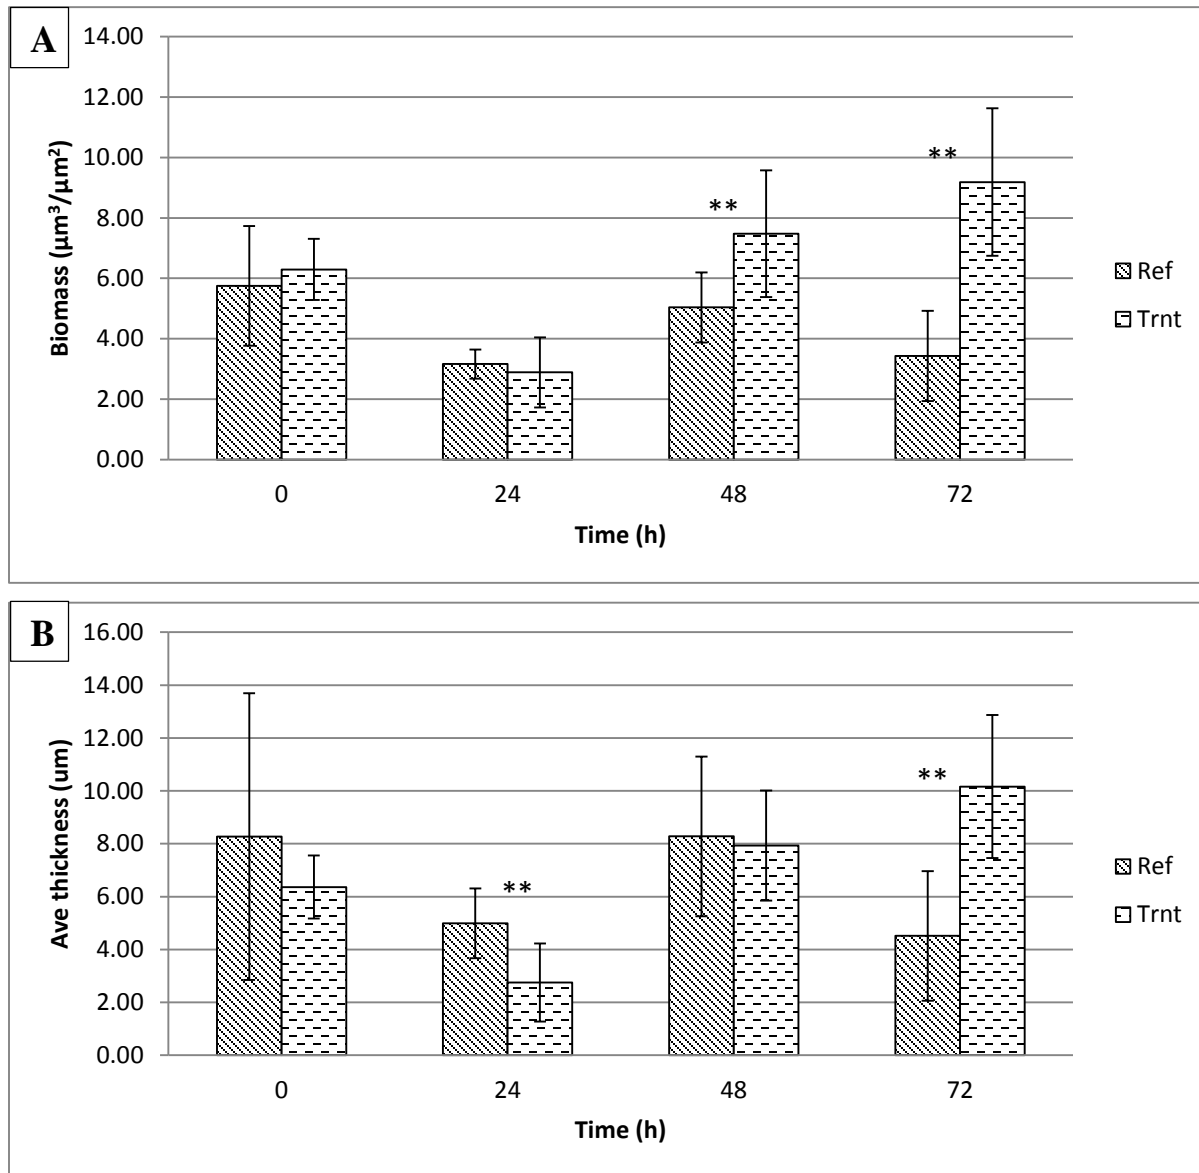 A
14.00
12.00
10.00
8.00
6.00
4.00
2.00
0.00
Biomass (µm³/µm²)
**
**
0 24 48 72
Time (h)
Ref
Trnt
B
16.00
14.00
12.00
10.00
8.00
6.00
4.00
2.00
0.00
Ave thickness (um)
**
**
0 24 48 72
Time (h)
Ref
Trnt